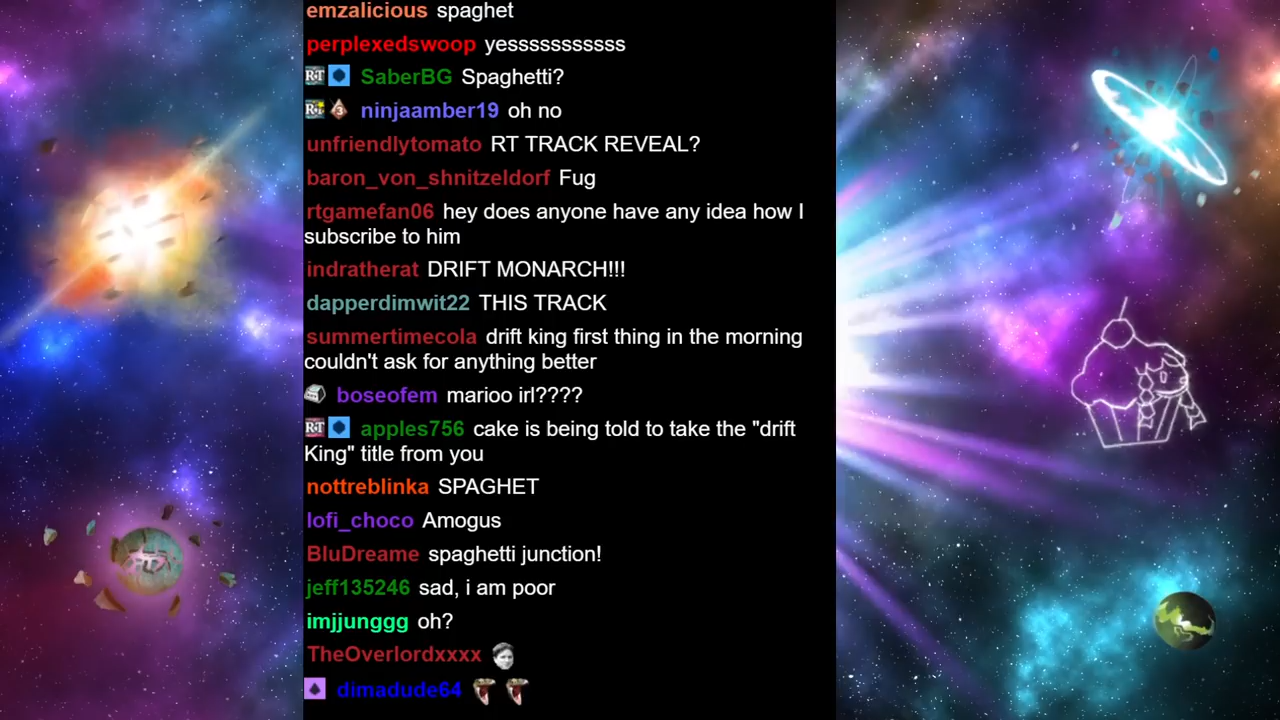 emzalicious spaghet
perplexedswoop yesssssssssss
SaberBG Spaghetti?
ninjaamber19 oh no
unfriendlytomato RT TRACK REVEAL?
baron_von_shnitzeldorf Fug
rtgamefan06 hey does anyone have any idea how I
subscribe to him
indratherat DRIFT MONARCH!!!
dapperdimwit22 THIS TRACK
summertimecola drift king first thing in the morning
couldn't ask for anything better
boseofem marioo irl????
apples756 cake is being told to take the "drift
King" title from you
nottreblinka SPAGHET
lofi_choco Amogus
BluDreame spaghetti junction!
jeff135246 sad, i am poor
imjjunggg oh?
TheOverlordxxxx
dimadude64